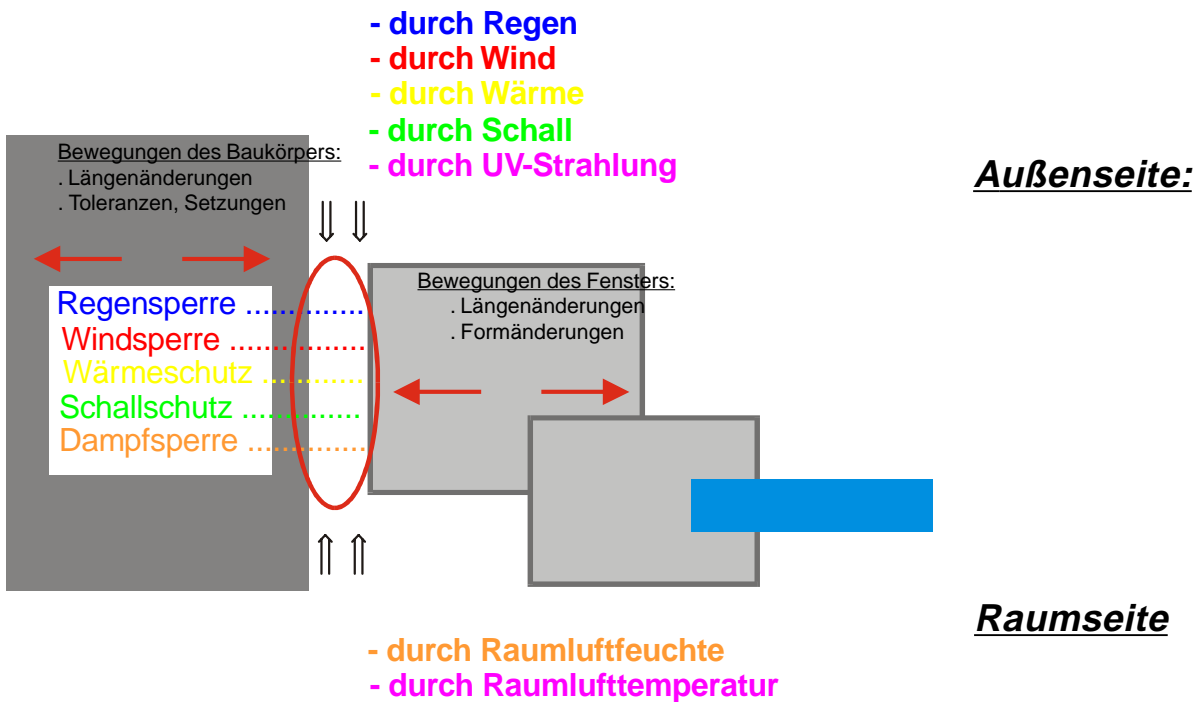 - durch Regen
- durch Wind
- durch Wärme
- durch Schall
- durch UV-Strahlung
Bewegungen des Baukörpers:
. Längenänderungen
. Toleranzen, Setzungen
Außenseite:
Bewegungen des Fensters:
. Längenänderungen
. Formänderungen
Regensperre ..............
Windsperre ................
Wärmeschutz ............
Schallschutz ..............
Dampfsperre ..............
Raumseite
- durch Raumluftfeuchte
- durch Raumlufttemperatur